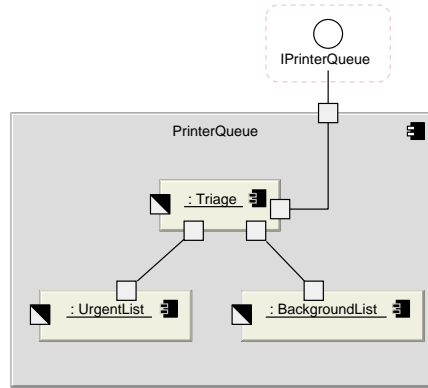 IPrinterQueue
PrinterQueue
: Triage
: UrgentList
: BackgroundList